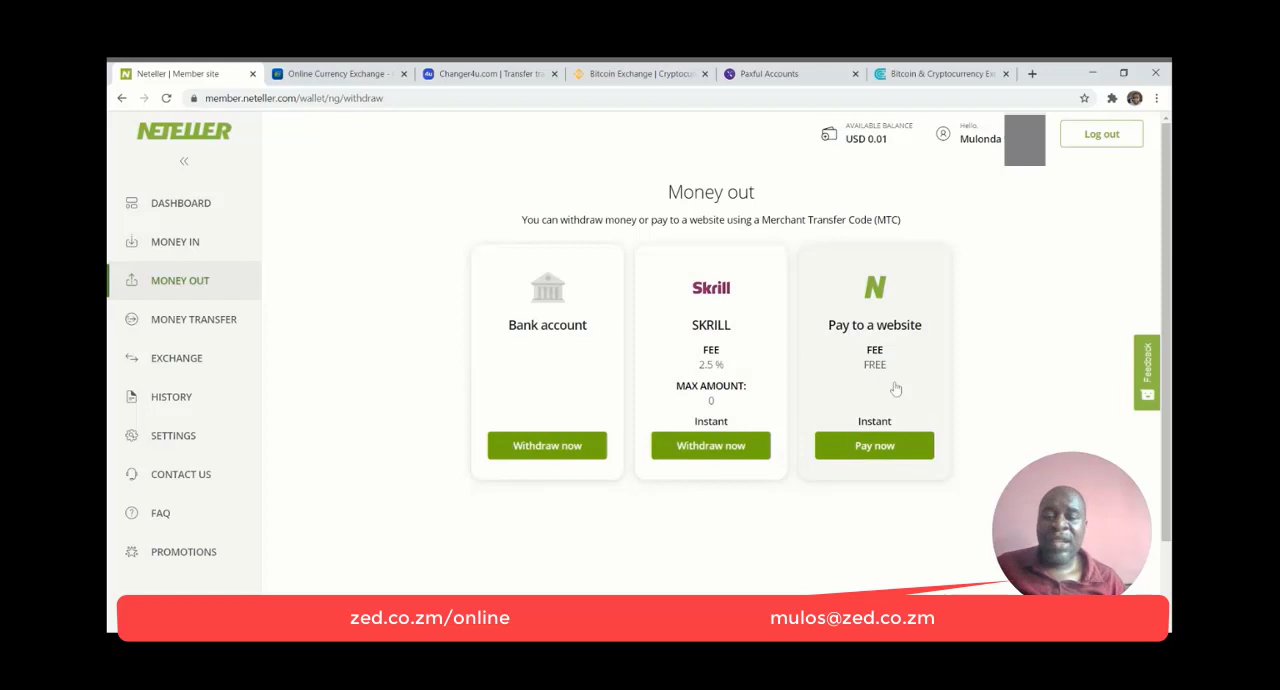 Neteller | Member site
Online Currency Exchange -
Changer4u.com | Transfer tra
Bitcoin Exchange | Cryptocu
Paxful Accounts
Bitcoin & Cryptocurrency Ex
member.neteller.com/wallet/ng/withdraw
NETELLER
AVAILABLE BALANCE
USD 0.01
Hello,
Mulonda
Log out
DASHBOARD
MONEY IN
MONEY OUT
MONEY TRANSFER
EXCHANGE
HISTORY
SETTINGS
CONTACT US
FAQ
PROMOTIONS
Money out
You can withdraw money or pay to a website using a Merchant Transfer Code (MTC)
Bank account
Withdraw now
Skrill
SKRILL
FEE
2.5 %
MAX AMOUNT:
0
Instant
Withdraw now
N
Pay to a website
FEE
FREE
Instant
Pay now
Feedback
zed.co.zm/online
mulos@zed.co.zm